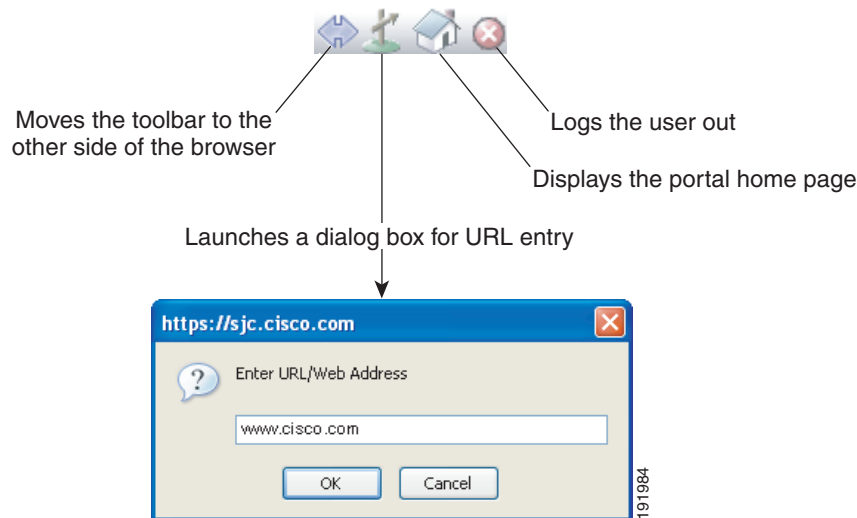 Moves the toolbar to the
other side of the browser
Logs the user out
Displays the portal home page
Launches a dialog box for URL entry
https://sjc.cisco.com
Enter URL/Web Address
www.cisco.com
OK
Cancel
191984